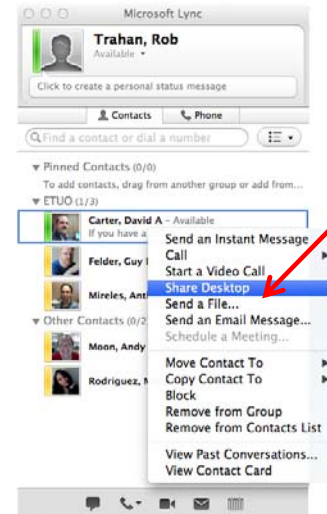 Microsoft Lync
Trahan, Rob
Available
Click to create a personal status message
Contacts
Phone
Find a contact or dial a number
Pinned Contacts (0/0)
To add contacts, drag from another group or add from...
ETUO (1/3)
Carter, David A - Available
If you have a
Felder, Guy
Mireles, Ant
Other Contacts (0/2
Moon, Andy
Rodriguez,
Send an Instant Message
Call
Start a Video Call
Share Desktop
Send a File...
Send an Email Message...
Schedule a Meeting...
Move Contact To
Copy Contact To
Block
Remove from Group
Remove from Contacts List
View Past Conversations...
View Contact Card